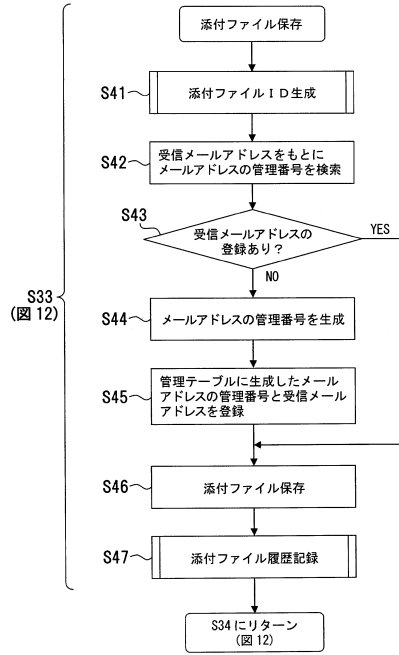 添付ファイル保存
S41
添付ファイルID生成
S42
受信メールアドレスをもとに
メールアドレスの管理番号を検索
S43
受信メールアドレスの
登録あり？
YES
NO
S33
(図12)
S44
メールアドレスの管理番号を生成
S45
管理テーブルに生成したメール
アドレスの管理番号と受信メール
アドレスを登録
S46
添付ファイル保存
S47
添付ファイル履歴記録
S34にリターン
(図12)